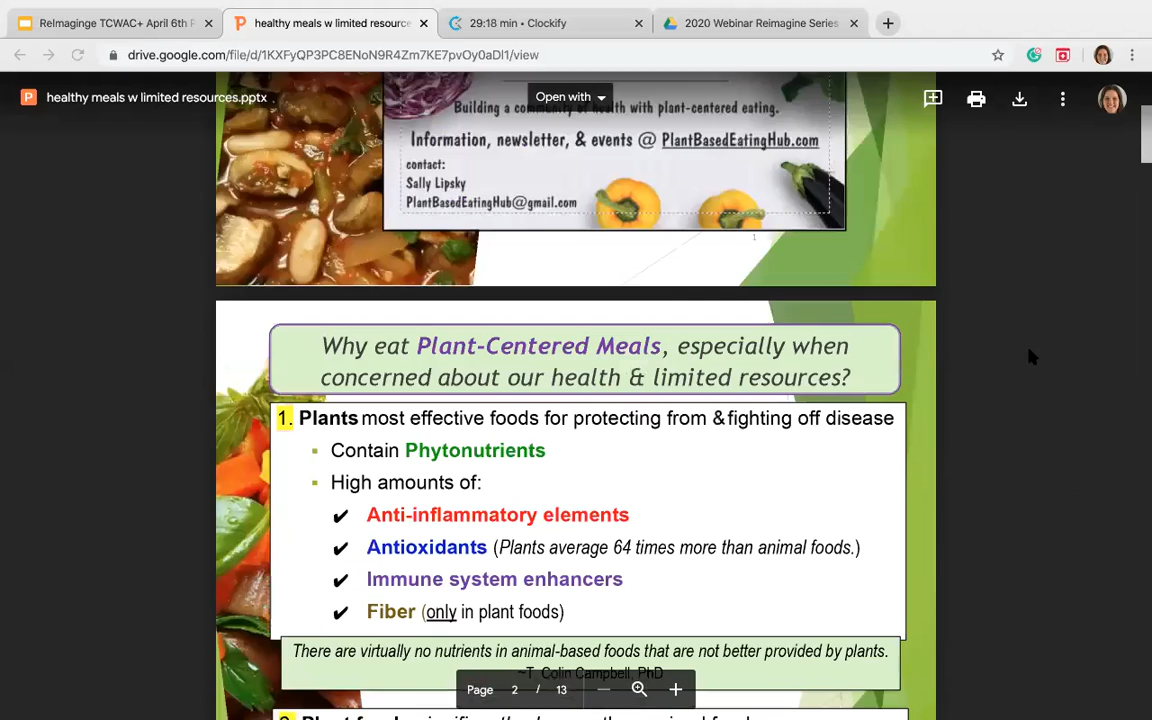 ReImaginge TCWAC+ April 6th
healthy meals w limited resource
29:18 min • Clockify
2020 Webinar Reimagine Series
drive.google.com/file/d/1KXFyQP3PC8ENoN9R4Zm7KE7pvOy0aDl1/view
healthy meals w limited resources.pptx
Open with
Building a community of health with plant-centered eating.
Information, newsletter, & events @ PlantBasedEatingHub.com
contact:
Sally Lipsky
PlantBasedEatingHub@gmail.com
1
Why eat Plant-Centered Meals, especially when
concerned about our health & limited resources?
1. Plants most effective foods for protecting from & fighting off disease
▪ Contain Phytonutrients
▪ High amounts of:
✔ Anti-inflammatory elements
✔ Antioxidants (Plants average 64 times more than animal foods.)
✔ Immune system enhancers
✔ Fiber (only in plant foods)
There are virtually no nutrients in animal-based foods that are not better provided by plants.
~T. Colin Campbell, PhD
Page 2 / 13